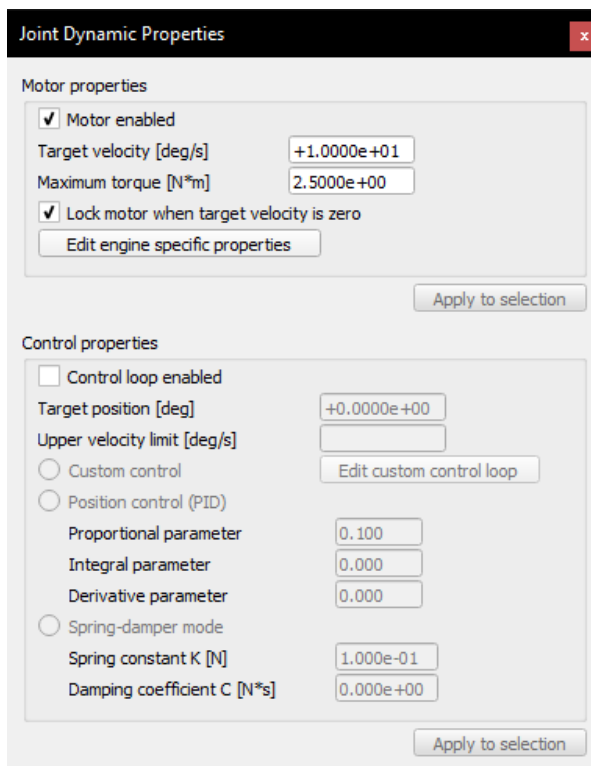 Joint Dynamic Properties
x
Motor properties
Motor enabled
Target velocity [deg/s] +1.0000e+01
Maximum torque [N*m] 2.5000e+00
Lock motor when target velocity is zero
Edit engine specific properties
Apply to selection
Control properties
Control loop enabled
Target position [deg] +0.0000e+00
Upper velocity limit [deg/s]
Custom control Edit custom control loop
Position control (PID)
Proportional parameter 0.100
Integral parameter 0.000
Derivative parameter 0.000
Spring-damper mode
Spring constant K [N] 1.000e-01
Damping coefficient C [N*s] 0.000e+00
Apply to selection